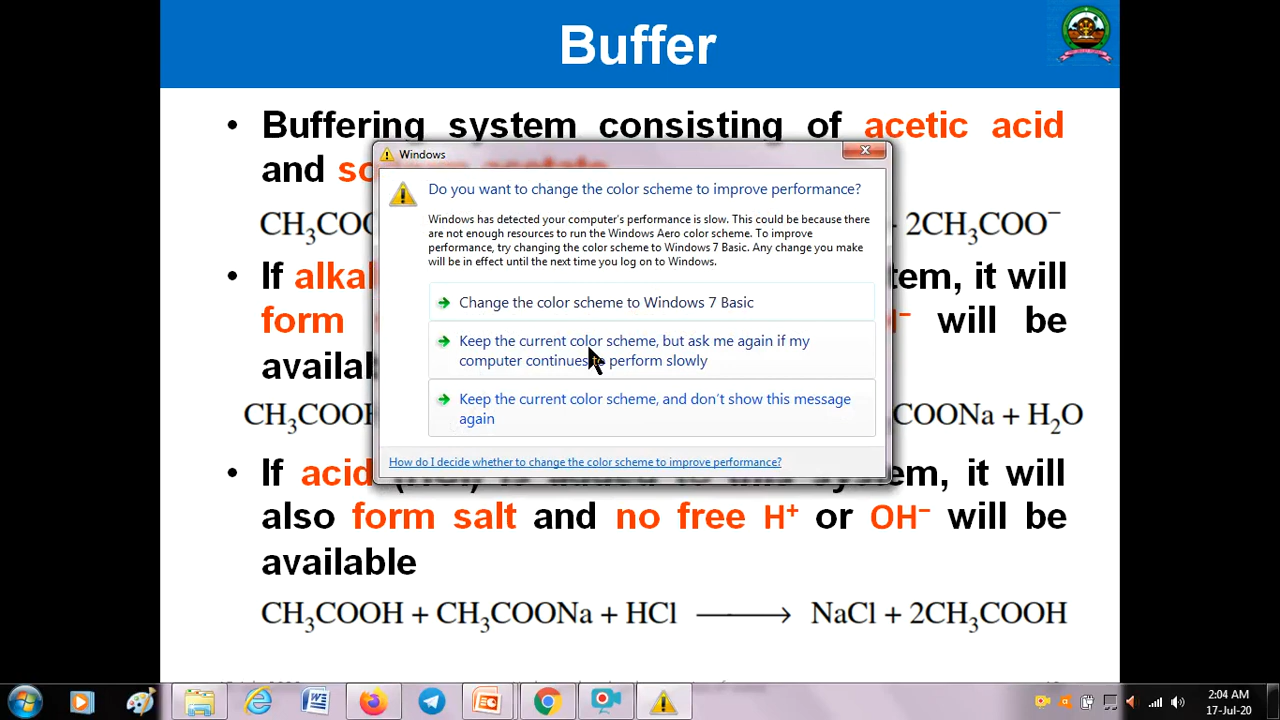 Buffer
• Buffering system consisting of acetic acid
and
Windows
Do you want to change the color scheme to improve performance?
Windows has detected your computer's performance is slow. This could be because there
are not enough resources to run the Windows Aero color scheme. To improve
performance, try changing the color scheme to Windows 7 Basic. Any change you make
will be in effect until the next time you log on to Windows.
Change the color scheme to Windows 7 Basic
Keep the current color scheme, but ask me again if my
computer continues to perform slowly
Keep the current color scheme, and don't show this message
again
How do I decide whether to change the color scheme to improve performance?
+ 2CH₃COO⁻
• If it will
form will be
CH₃COOH COONa + H₂O
• If acid it will
also form salt and no free H⁺ or OH⁻ will be
available
CH₃COOH + CH₃COONa + HCl ⟶ NaCl + 2CH₃COOH
2:04 AM
17-Jul-20